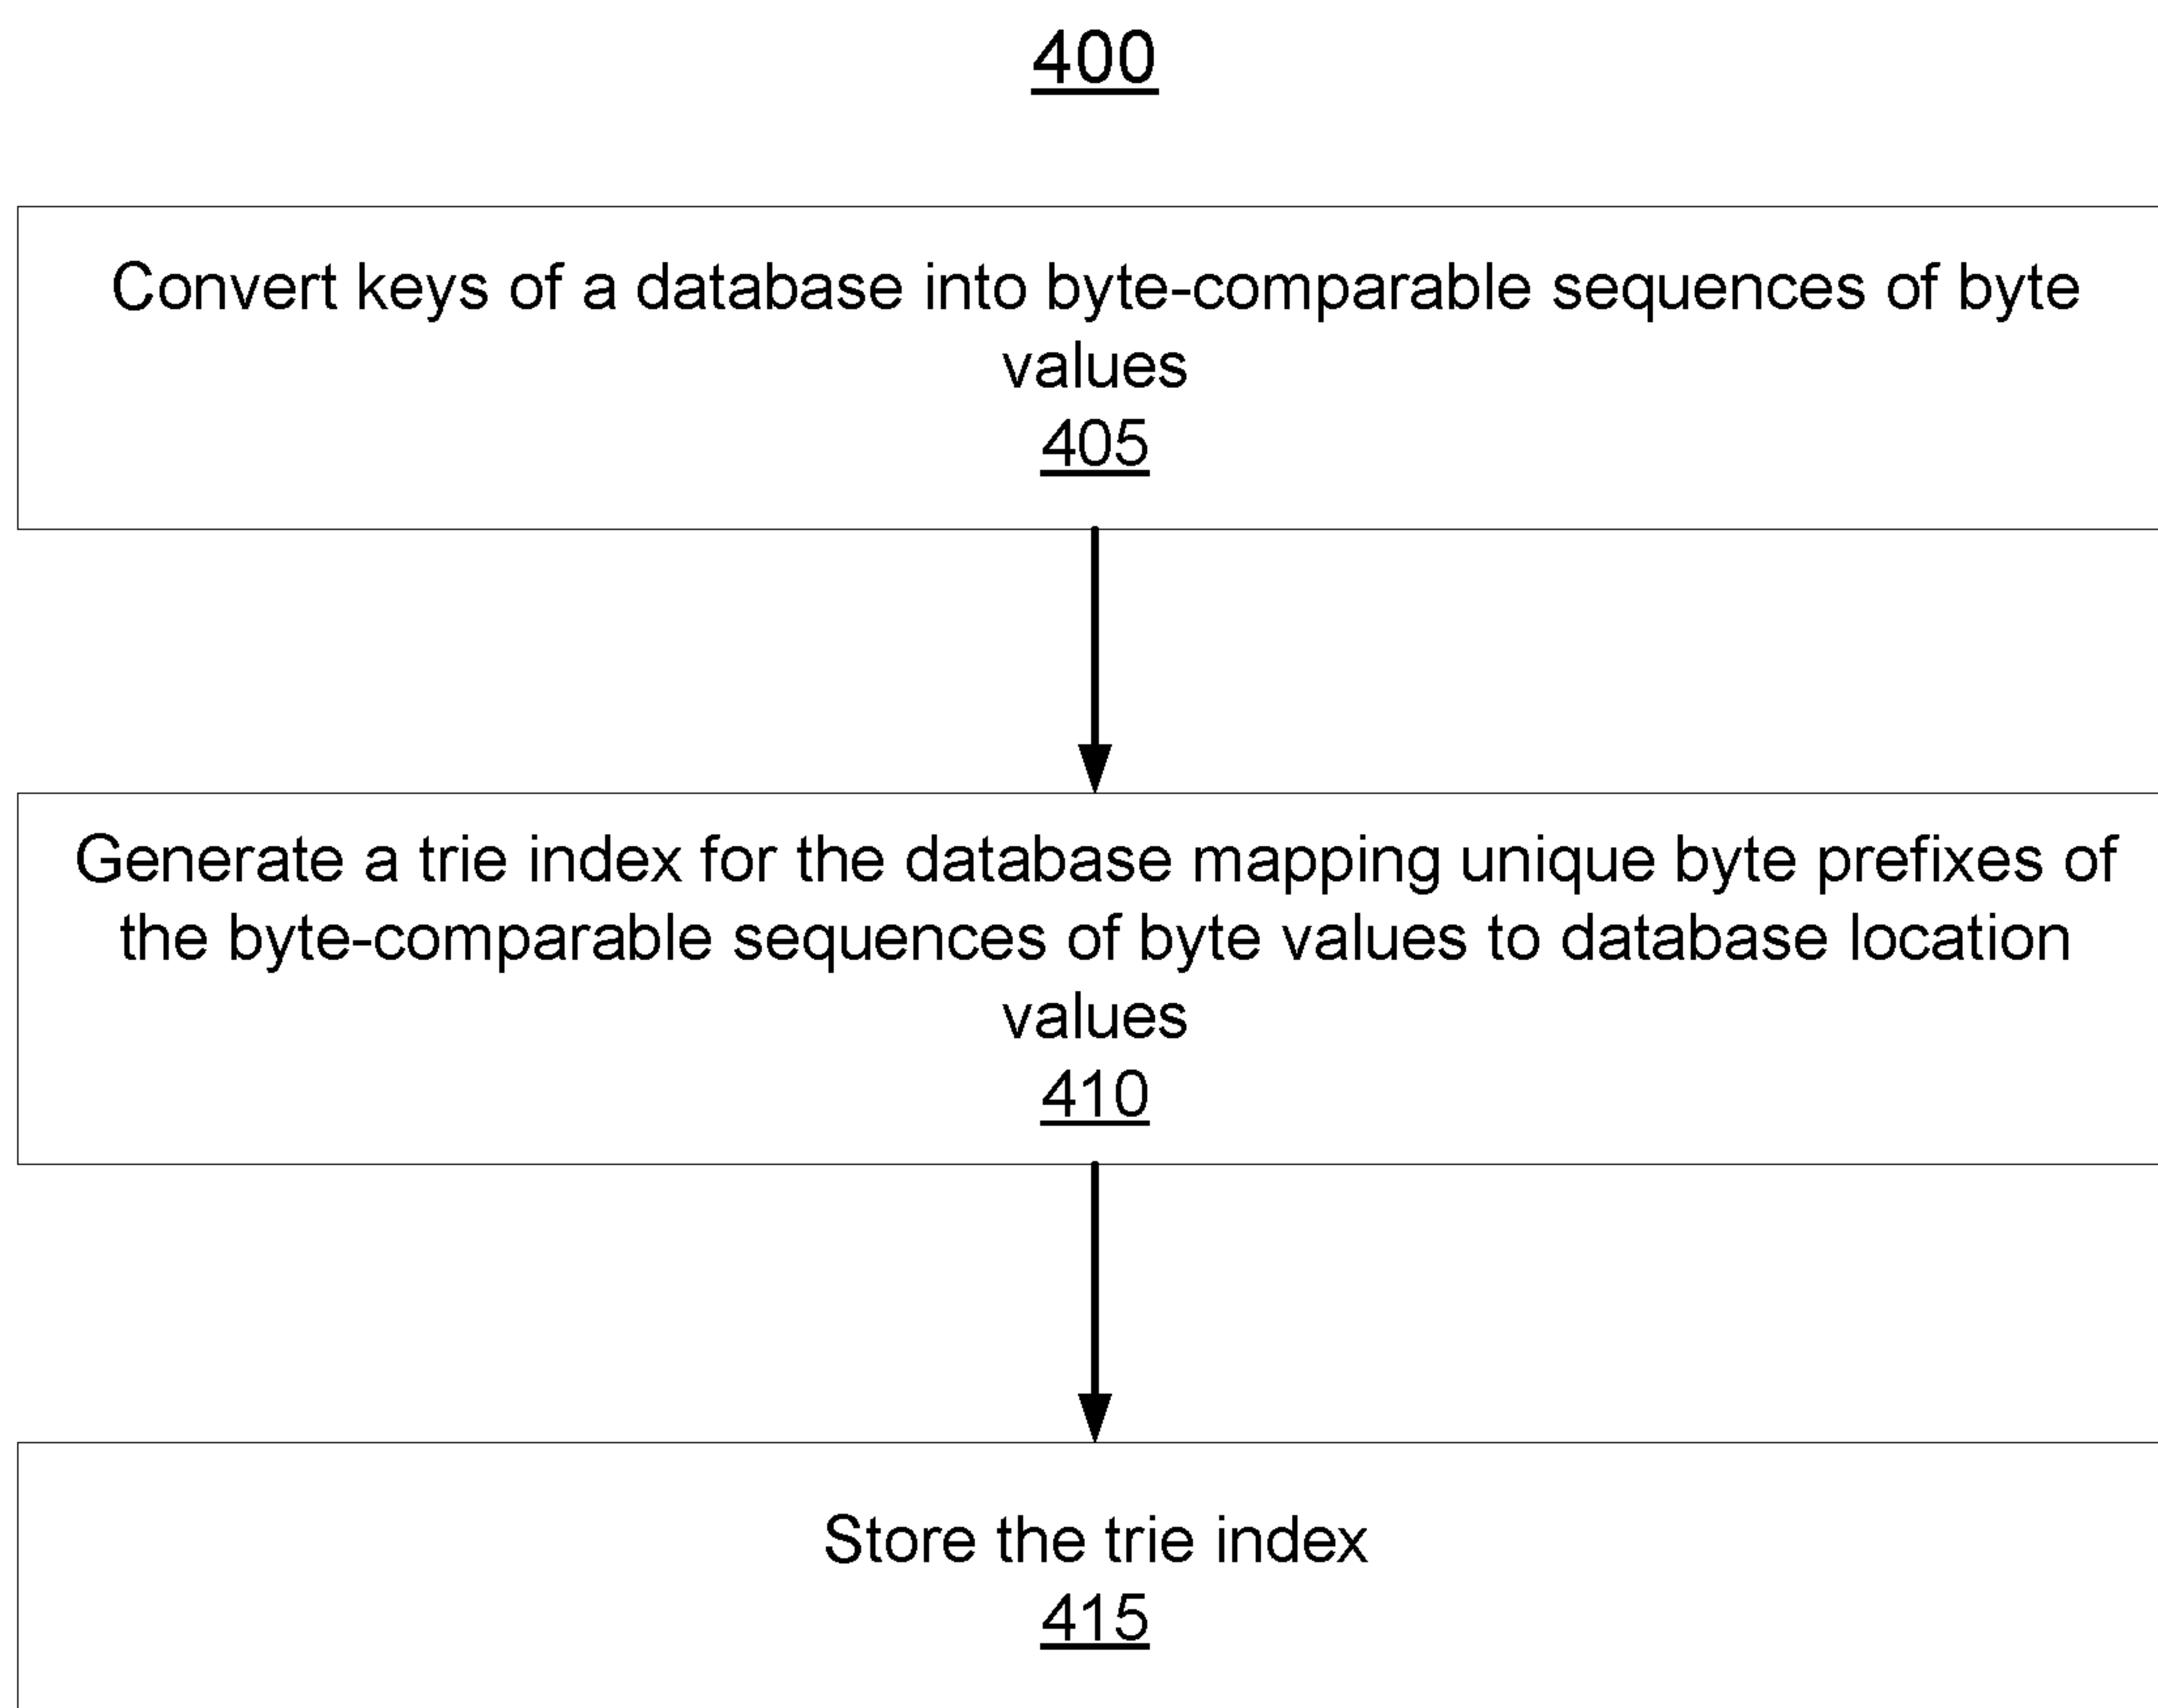 400
Convert keys of a database into byte-comparable sequences of byte
values
405
Generate a trie index for the database mapping unique byte prefixes of
the byte-comparable sequences of byte values to database location
values
410
Store the trie index
415